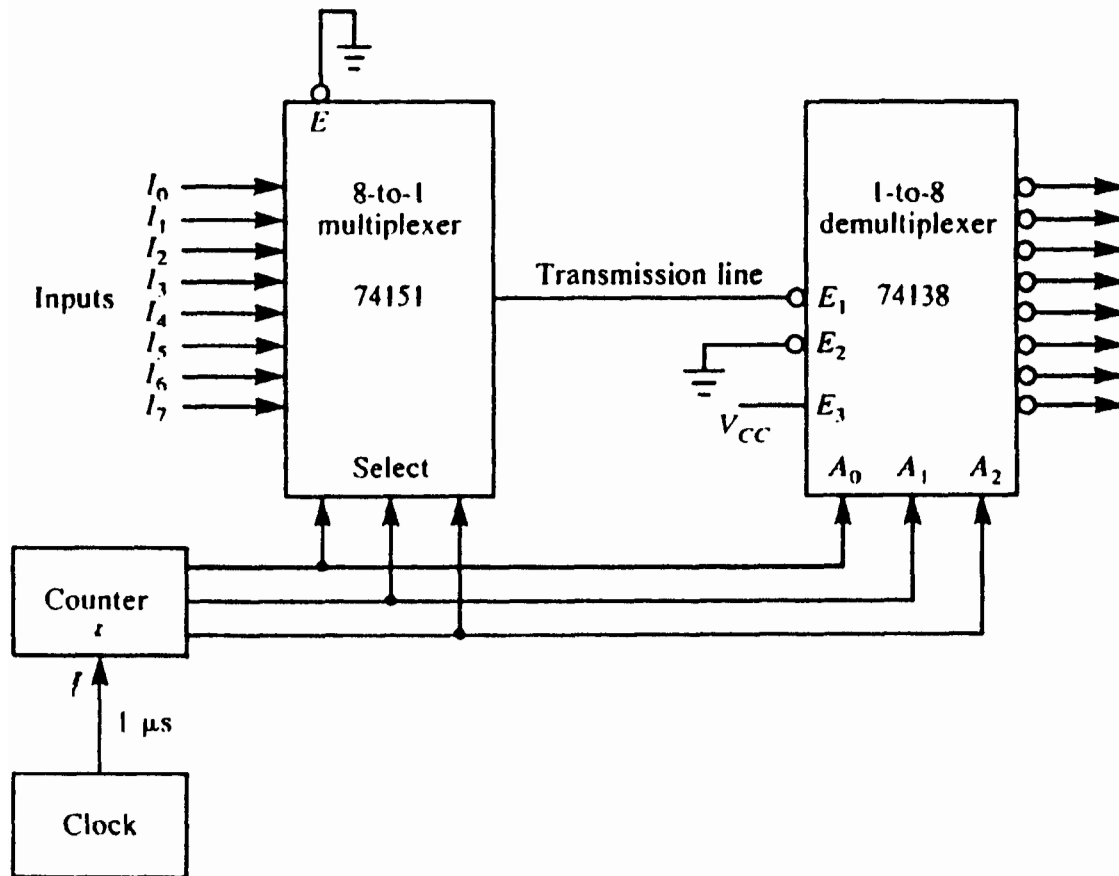 E
8-to-1
multiplexer
74151
Select
Inputs
I₀
I₁
I₂
I₃
I₄
I₅
I₆
I₇
Transmission line
1-to-8
demultiplexer
74138
E₁
E₂
E₃
V_CC
A₀ A₁ A₂
Counter
1 μs
Clock